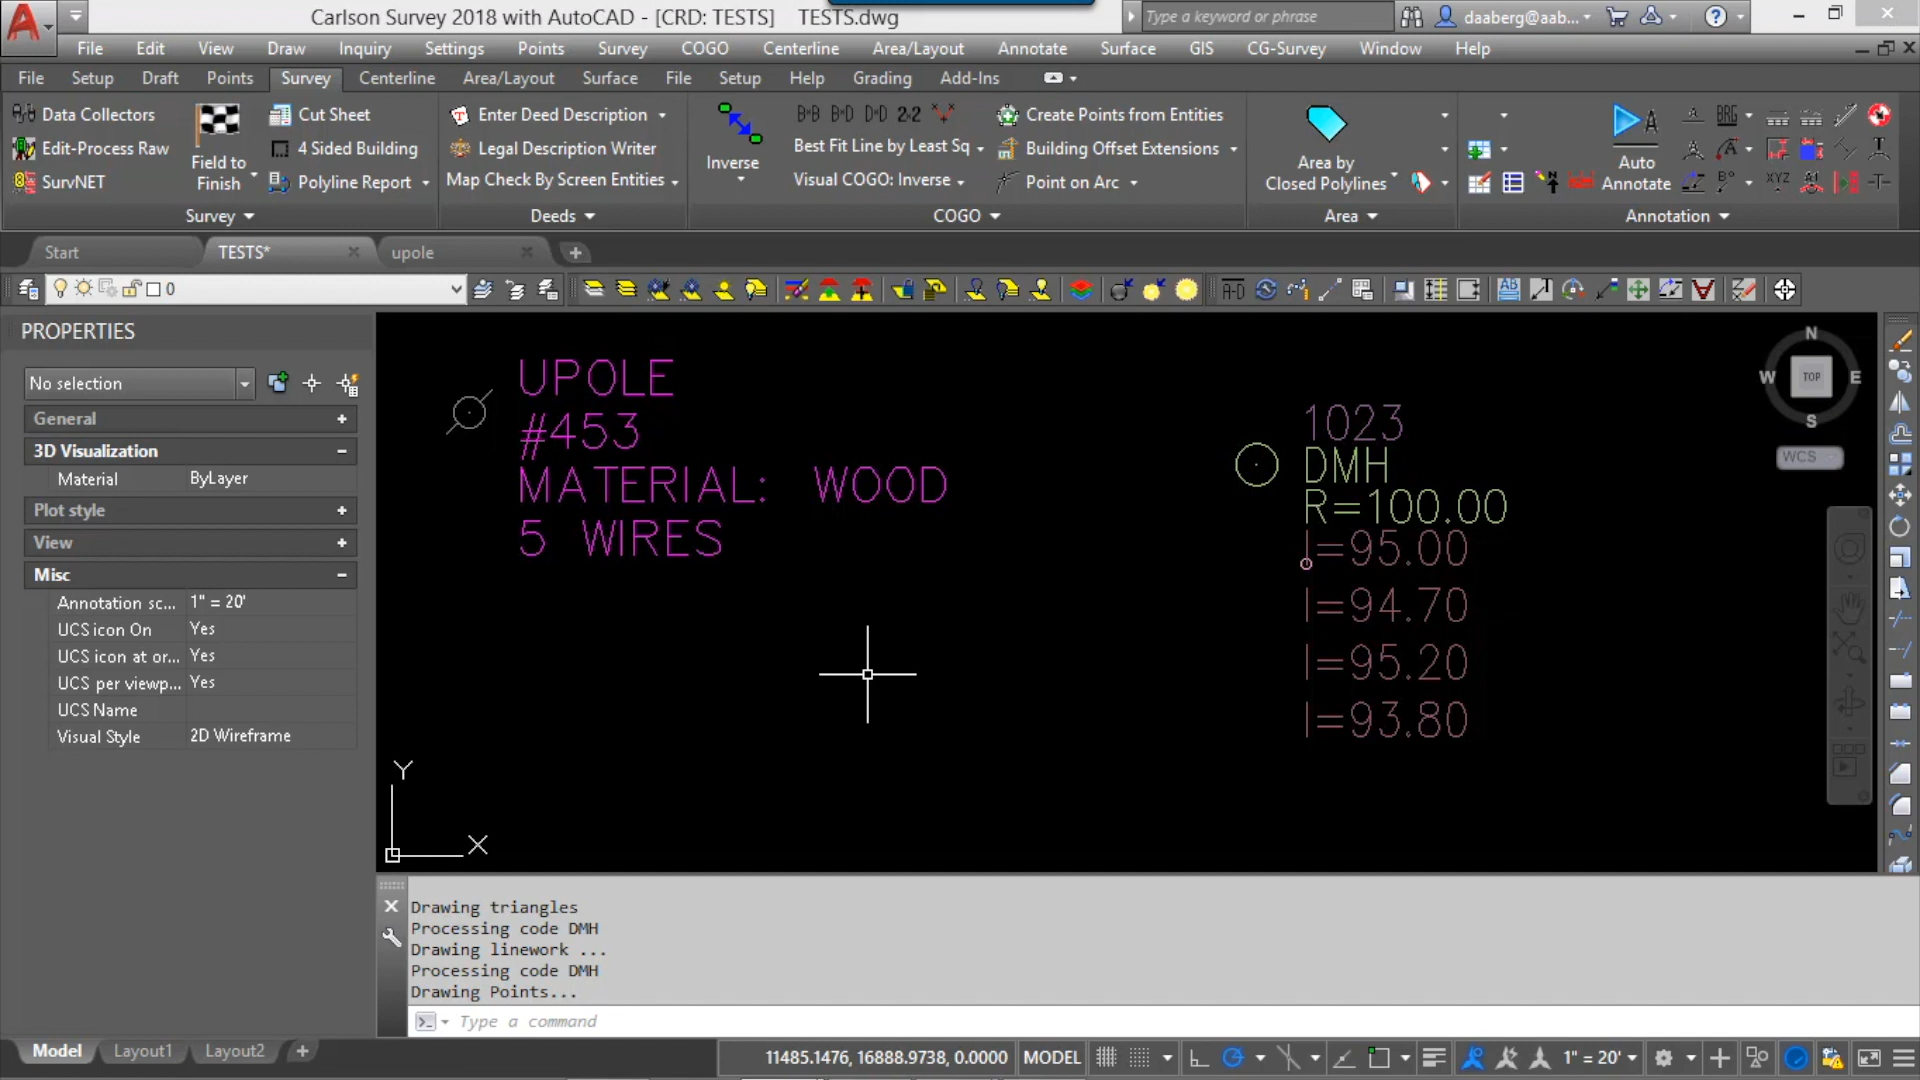 Carlson Survey 2018 with AutoCAD - [CRD: TESTS] TESTS.dwg
Type a keyword or phrase
daaberg@aab...
File Edit View Draw Inquiry Settings Points Survey COGO Centerline Area/Layout Annotate Surface GIS CG-Survey Window Help
File Setup Draft Points Survey Centerline Area/Layout Surface File Setup Help Grading Add-Ins
Data Collectors
Edit-Process Raw
SurvNET
Field to
Finish
Cut Sheet
4 Sided Building
Polyline Report
Survey
Enter Deed Description
Legal Description Writer
Map Check By Screen Entities
Deeds
Inverse
B+B B+D D+D 2-2
Best Fit Line by Least Sq
Visual COGO: Inverse
Create Points from Entities
Building Offset Extensions
Point on Arc
COGO
Area by
Closed Polylines
Area
Auto
Annotate
BRG
XYZ
Annotation
Start TESTS* upole
0
PROPERTIES
No selection
General
3D Visualization
Material ByLayer
Plot style
View
Misc
Annotation sc... 1" = 20'
UCS icon On Yes
UCS icon at or... Yes
UCS per viewp... Yes
UCS Name
Visual Style 2D Wireframe
UPOLE
#453
MATERIAL: WOOD
5 WIRES
1023
DMH
R=100.00
I=95.00
I=94.70
I=95.20
I=93.80
N
W TOP E
S
WCS
Y
X
Drawing triangles
Processing code DMH
Drawing linework ...
Processing code DMH
Drawing Points...
Type a command
Model Layout1 Layout2
11485.1476, 16888.9738, 0.0000 MODEL 1" = 20'